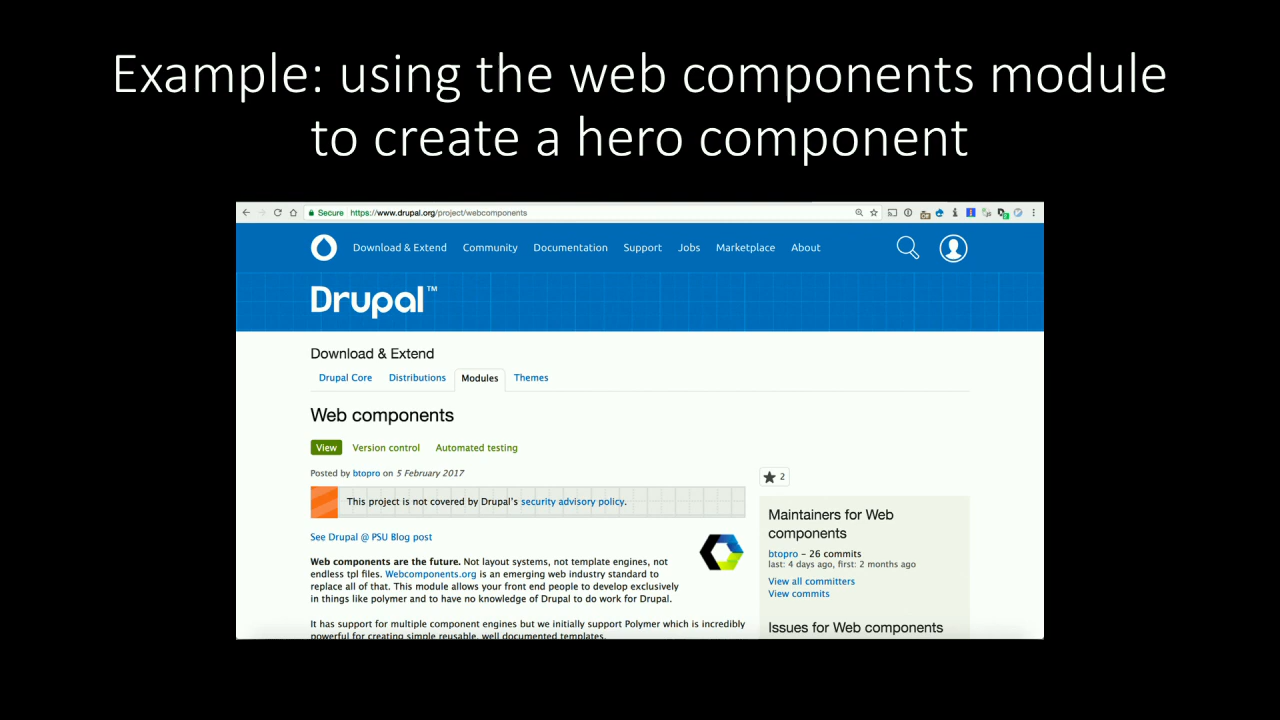 Example: using the web components module
to create a hero component
Secure https://www.drupal.org/project/webcomponents
Download & Extend Community Documentation Support Jobs Marketplace About
Drupal™
Download & Extend
Drupal Core Distributions Modules Themes
Web components
View Version control Automated testing
Posted by btopro on 5 February 2017
2
This project is not covered by Drupal's security advisory policy.
See Drupal @ PSU Blog post
Web components are the future. Not layout systems, not template engines, not
endless tpl files. Webcomponents.org is an emerging web industry standard to
replace all of that. This module allows your front end people to develop exclusively
in things like polymer and to have no knowledge of Drupal to do work for Drupal.
It has support for multiple component engines but we initially support Polymer which is incredibly
powerful for creating simple reusable, well documented templates.
Maintainers for Web
components
btopro – 26 commits
last: 4 days ago, first: 2 months ago
View all committers
View commits
Issues for Web components